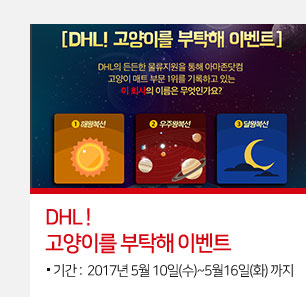 [DHL! 고양이를 부탁해 이벤트]
DHL의 든든한 물류지원을 통해 아마존닷컴
고양이 매트 부문 1위를 기록하고 있는
이 회사의 이름은 무엇인가요?
1 해왕복선
2 우주왕복선
3 달왕복선
DHL!
고양이를 부탁해 이벤트
▪ 기간 : 2017년 5월 10일(수)~5월16일(화) 까지